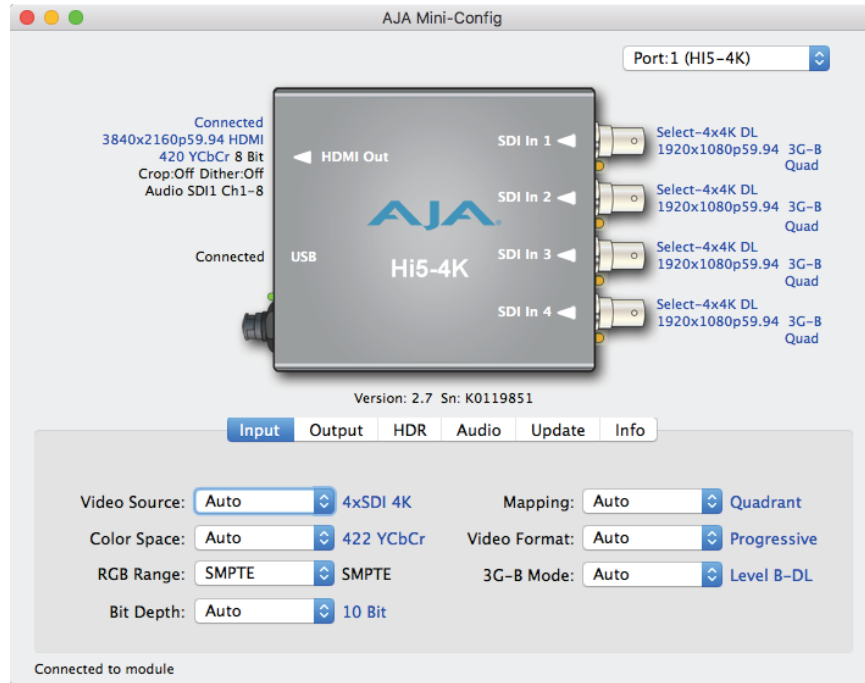 AJA Mini-Config
Port:1 (HI5-4K)
Connected
3840x2160p59.94 HDMI
420 YCbCr 8 Bit
Crop:Off Dither:Off
Audio SDI1 Ch1-8
Connected
HDMI Out
USB
AJA
Hi5-4K
SDI In 1
SDI In 2
SDI In 3
SDI In 4
Select-4x4K DL
1920x1080p59.94 3G-B
Quad
Select-4x4K DL
1920x1080p59.94 3G-B
Quad
Select-4x4K DL
1920x1080p59.94 3G-B
Quad
Select-4x4K DL
1920x1080p59.94 3G-B
Quad
Version: 2.7 Sn: K0119851
Input Output HDR Audio Update Info
Video Source: Auto 4xSDI 4K
Color Space: Auto 422 YCbCr
RGB Range: SMPTE SMPTE
Bit Depth: Auto 10 Bit
Mapping: Auto Quadrant
Video Format: Auto Progressive
3G-B Mode: Auto Level B-DL
Connected to module